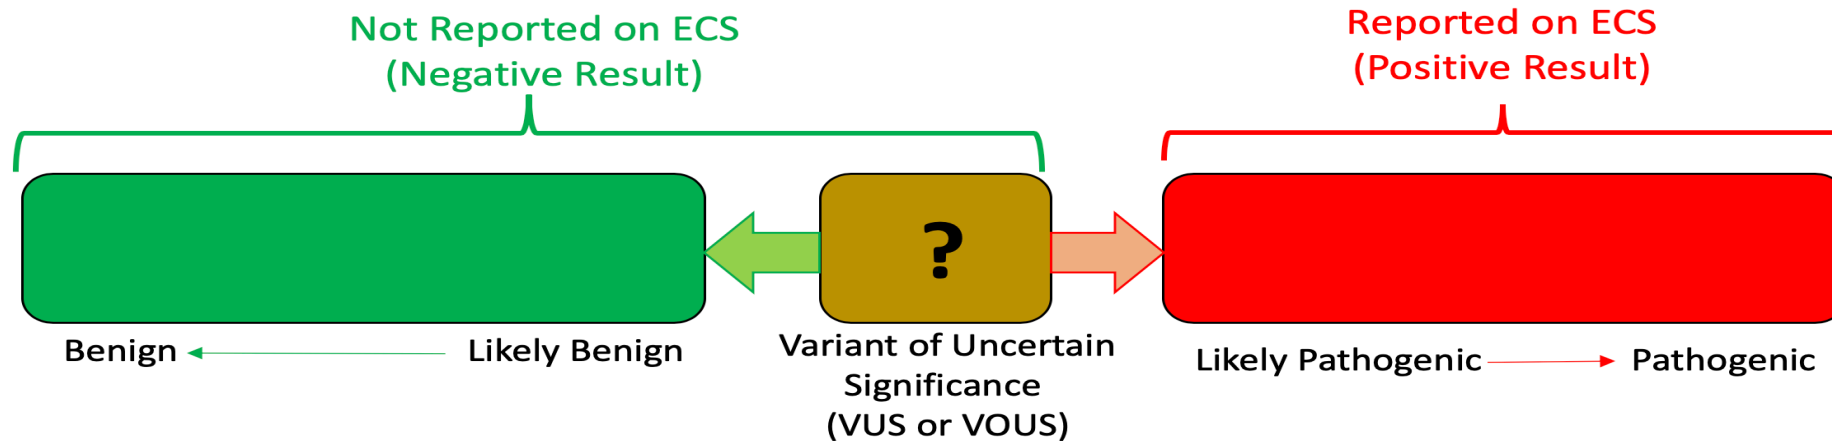 Not Reported on ECS
(Negative Result)
Reported on ECS
(Positive Result)
?
Benign
Likely Benign
Variant of Uncertain
Significance
(VUS or VOUS)
Likely Pathogenic
Pathogenic